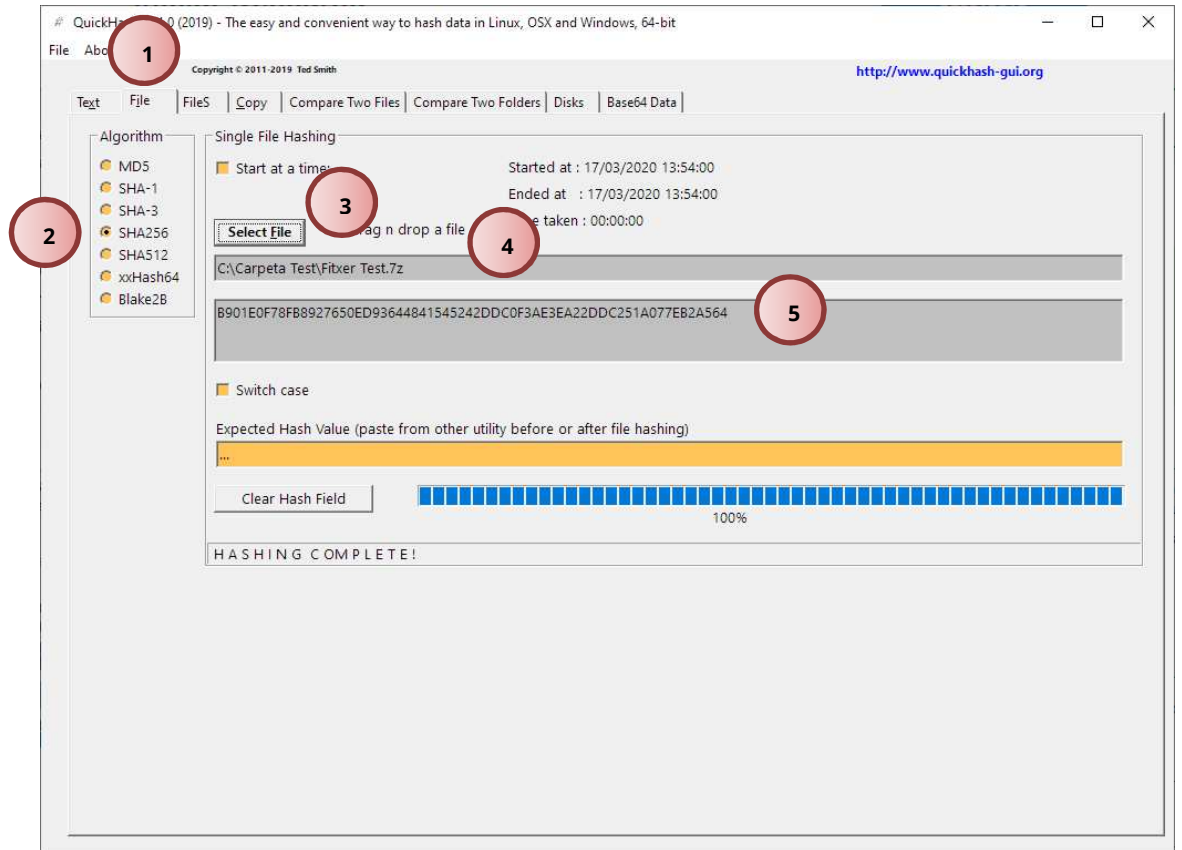 # QuickH 0 (2019) - The easy and convenient way to hash data in Linux, OSX and Windows, 64-bit
File Abo
1
Copyright © 2011-2019 Ted Smith
http://www.quickhash-gui.org
Text File FileS Copy Compare Two Files Compare Two Folders Disks Base64 Data
Algorithm
MD5
SHA-1
SHA-3
SHA256
SHA512
xxHash64
Blake2B
2
Single File Hashing
Start at a time:
Started at : 17/03/2020 13:54:00
Ended at : 17/03/2020 13:54:00
e taken : 00:00:00
3
Select File
ag n drop a file
4
C:\Carpeta Test\Fitxer Test.7z
B901E0F78FB8927650ED93644841545242DDC0F3AE3EA22DDC251A077EB2A564
5
Switch case
Expected Hash Value (paste from other utility before or after file hashing)
...
Clear Hash Field
100%
HASHING COMPLETE!